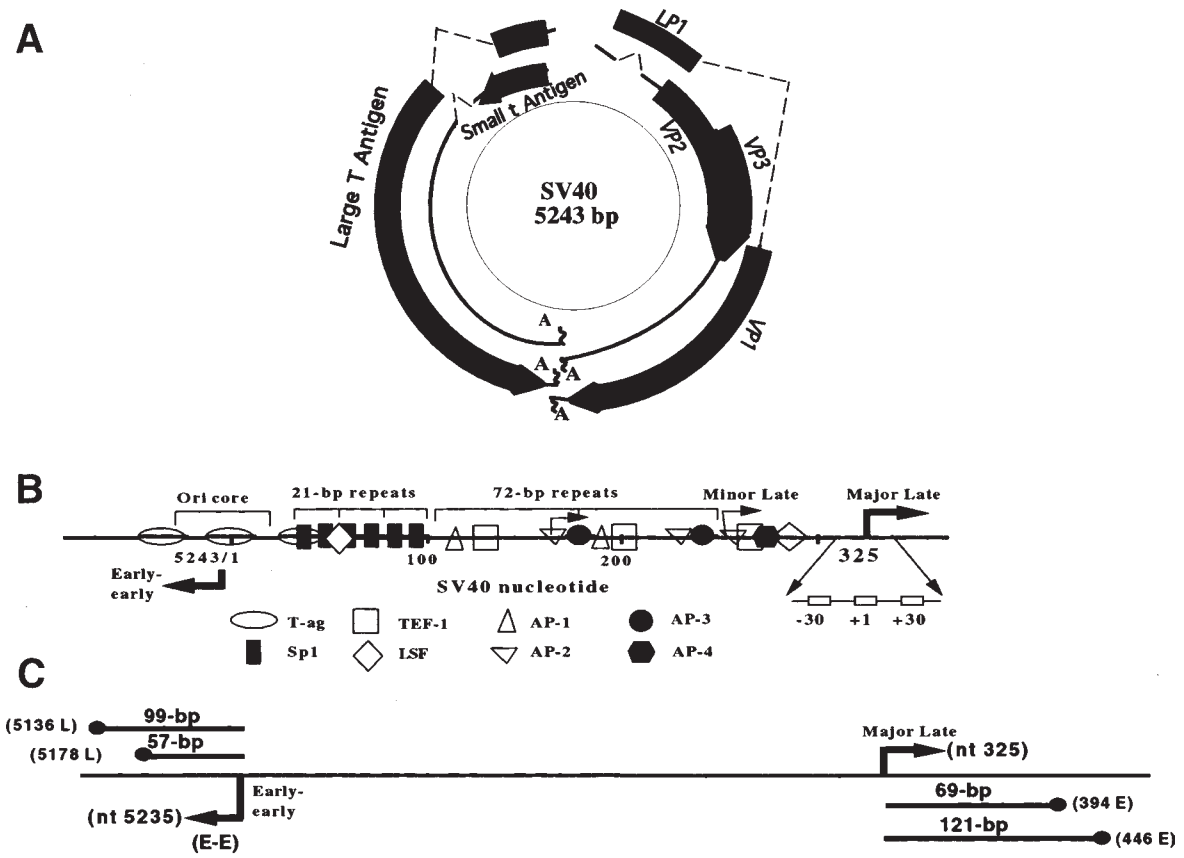 A
LP1
Large T Antigen
Small t Antigen
VP2
VP3
SV40
5243 bp
VP1
A
A
A
A
B
Ori core
21-bp repeats
72-bp repeats
Minor Late
Major Late
5243/1
100
200
325
Early-
early
SV40 nucleotide
-30
+1
+30
T-ag
TEF-1
AP-1
AP-3
Sp1
LSF
AP-2
AP-4
C
(5136 L)
99-bp
(5178 L)
57-bp
Major Late
(nt 325)
Early-
early
(nt 5235)
(E-E)
69-bp
(394 E)
121-bp
(446 E)